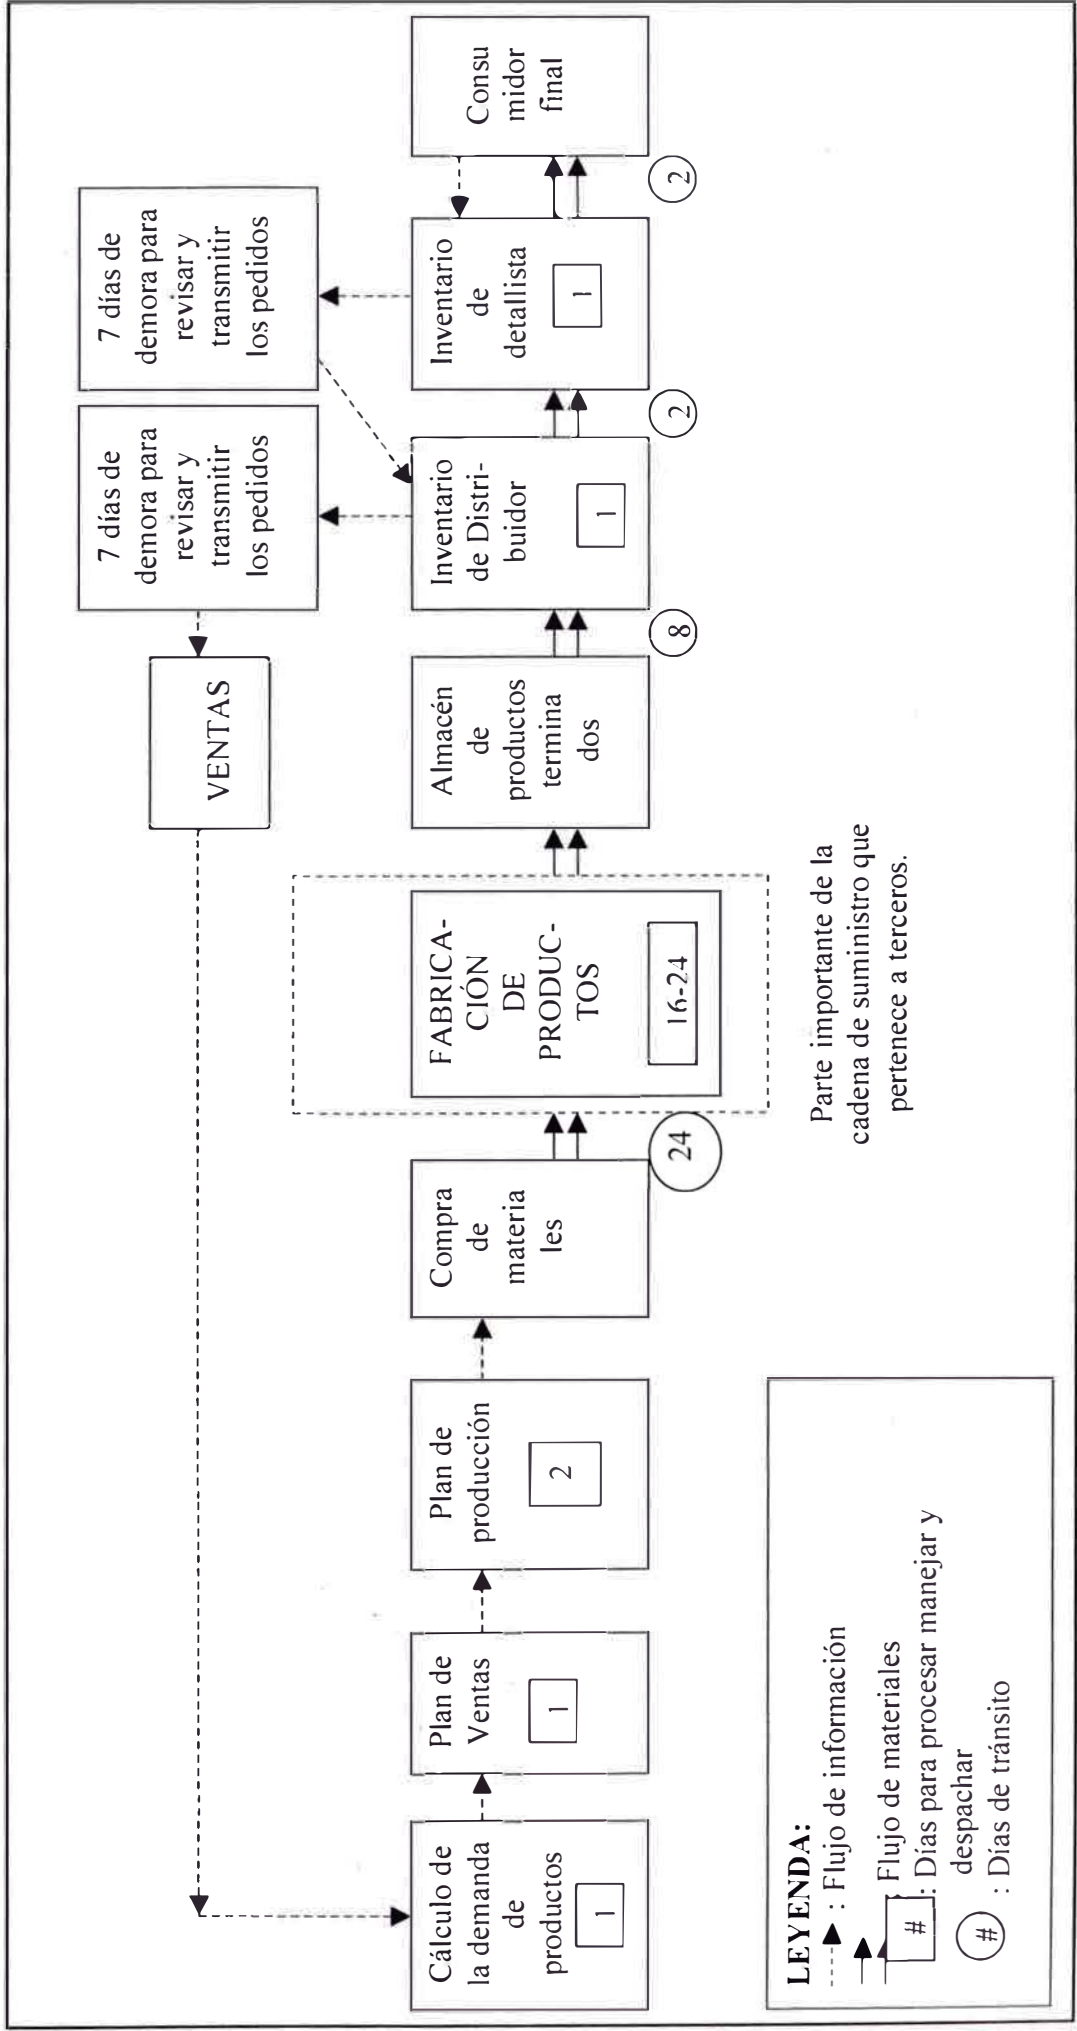 7 días de
demora para
revisar y
transmitir
los pedidos
7 días de
demora para
revisar y
transmitir
los pedidos
VENTAS
Cálculo de
la demanda
de
productos
1
Plan de
Ventas
1
Plan de
producción
2
Compra
de
materia
les
24
FABRICA-
CIÓN
DE
PRODUC-
TOS
16-24
Almacén
de
productos
termina
dos
8
Inventario
de Distri-
buidor
1
2
Inventario
de
detallista
1
2
Consu
midor
final
Parte importante de la
cadena de suministro que
pertenece a terceros.
LEYENDA:
: Flujo de información
: Flujo de materiales
# : Días para procesar manejar y
despachar
# : Días de tránsito